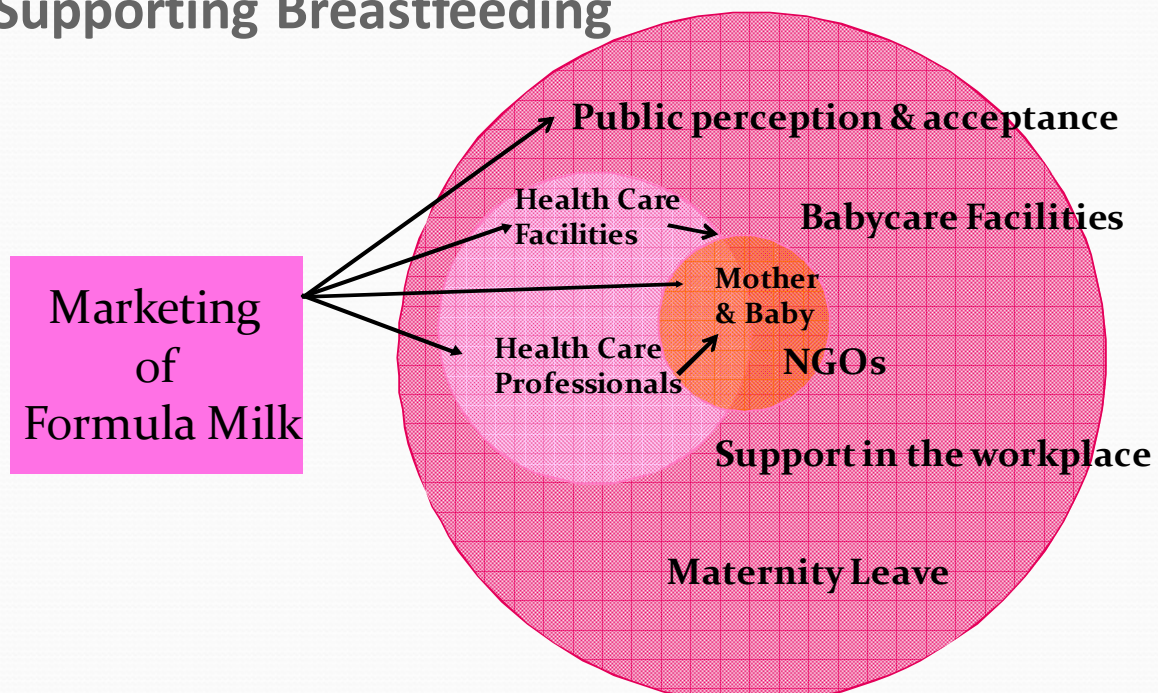 Supporting Breastfeeding
Public perception & acceptance
Health Care
Facilities
Babycare Facilities
Marketing
of
Formula Milk
Mother
& Baby
Health Care
Professionals
NGOs
Support in the workplace
Maternity Leave